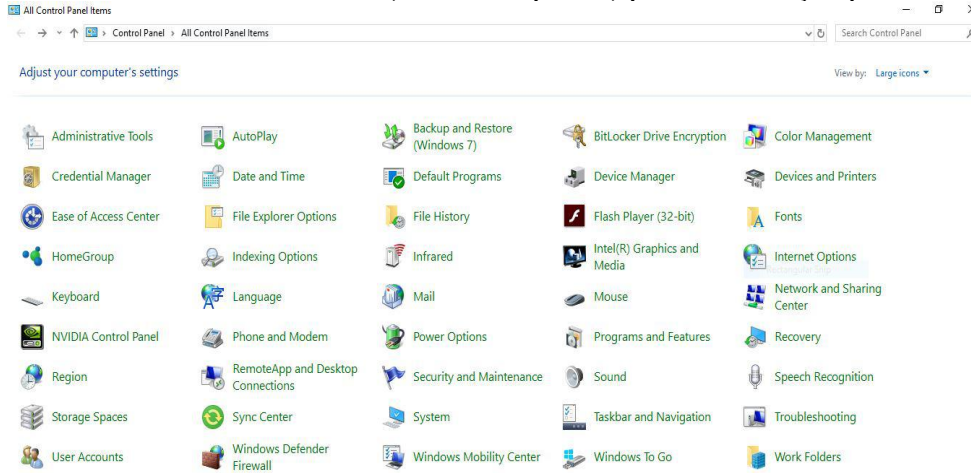 All Control Panel Items
Control Panel > All Control Panel Items
Search Control Panel
Adjust your computer's settings
View by: Large icons
Administrative Tools
AutoPlay
Backup and Restore
(Windows 7)
BitLocker Drive Encryption
Color Management
Credential Manager
Date and Time
Default Programs
Device Manager
Devices and Printers
Ease of Access Center
File Explorer Options
File History
Flash Player (32-bit)
Fonts
HomeGroup
Indexing Options
Infrared
Intel(R) Graphics and
Media
Internet Options
Rectangular Snip
Keyboard
Language
Mail
Mouse
Network and Sharing
Center
NVIDIA Control Panel
Phone and Modem
Power Options
Programs and Features
Recovery
Region
RemoteApp and Desktop
Connections
Security and Maintenance
Sound
Speech Recognition
Storage Spaces
Sync Center
System
Taskbar and Navigation
Troubleshooting
User Accounts
Windows Defender
Firewall
Windows Mobility Center
Windows To Go
Work Folders